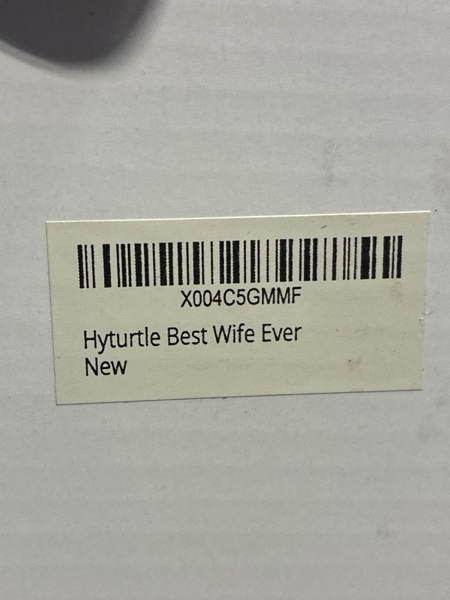 X004C5GMMF
Hyturtle Best Wife Ever
New